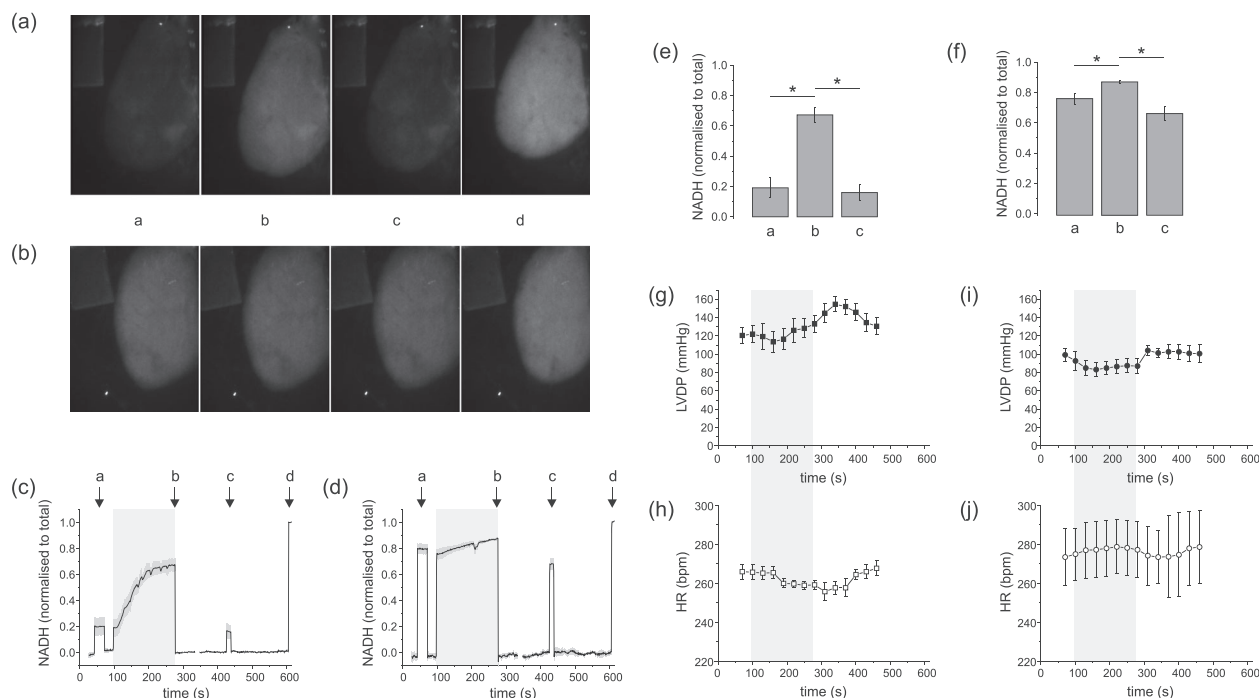 (a)
a b c d
(b)
(c)
a b c d
NADH (normalised to total)
1.0
0.8
0.6
0.4
0.2
0.0
0 100 200 300 400 500 600
time (s)
(d)
a b c d
NADH (normalised to total)
1.0
0.8
0.6
0.4
0.2
0.0
0 100 200 300 400 500 600
time (s)
(e)
NADH (normalised to total)
1.0
0.8
0.6
0.4
0.2
0.0
* *
a b c
(f)
NADH (normalised to total)
1.0
0.8
0.6
0.4
0.2
0.0
* *
a b c
(g)
LVDP (mmHg)
160
140
120
100
80
60
40
20
0
0 100 200 300 400 500 600
time (s)
(i)
LVDP (mmHg)
160
140
120
100
80
60
40
20
0
0 100 200 300 400 500 600
time (s)
(h)
HR (bpm)
300
280
260
240
220
0 100 200 300 400 500 600
time (s)
(j)
HR (bpm)
300
280
260
240
220
0 100 200 300 400 500 600
time (s)